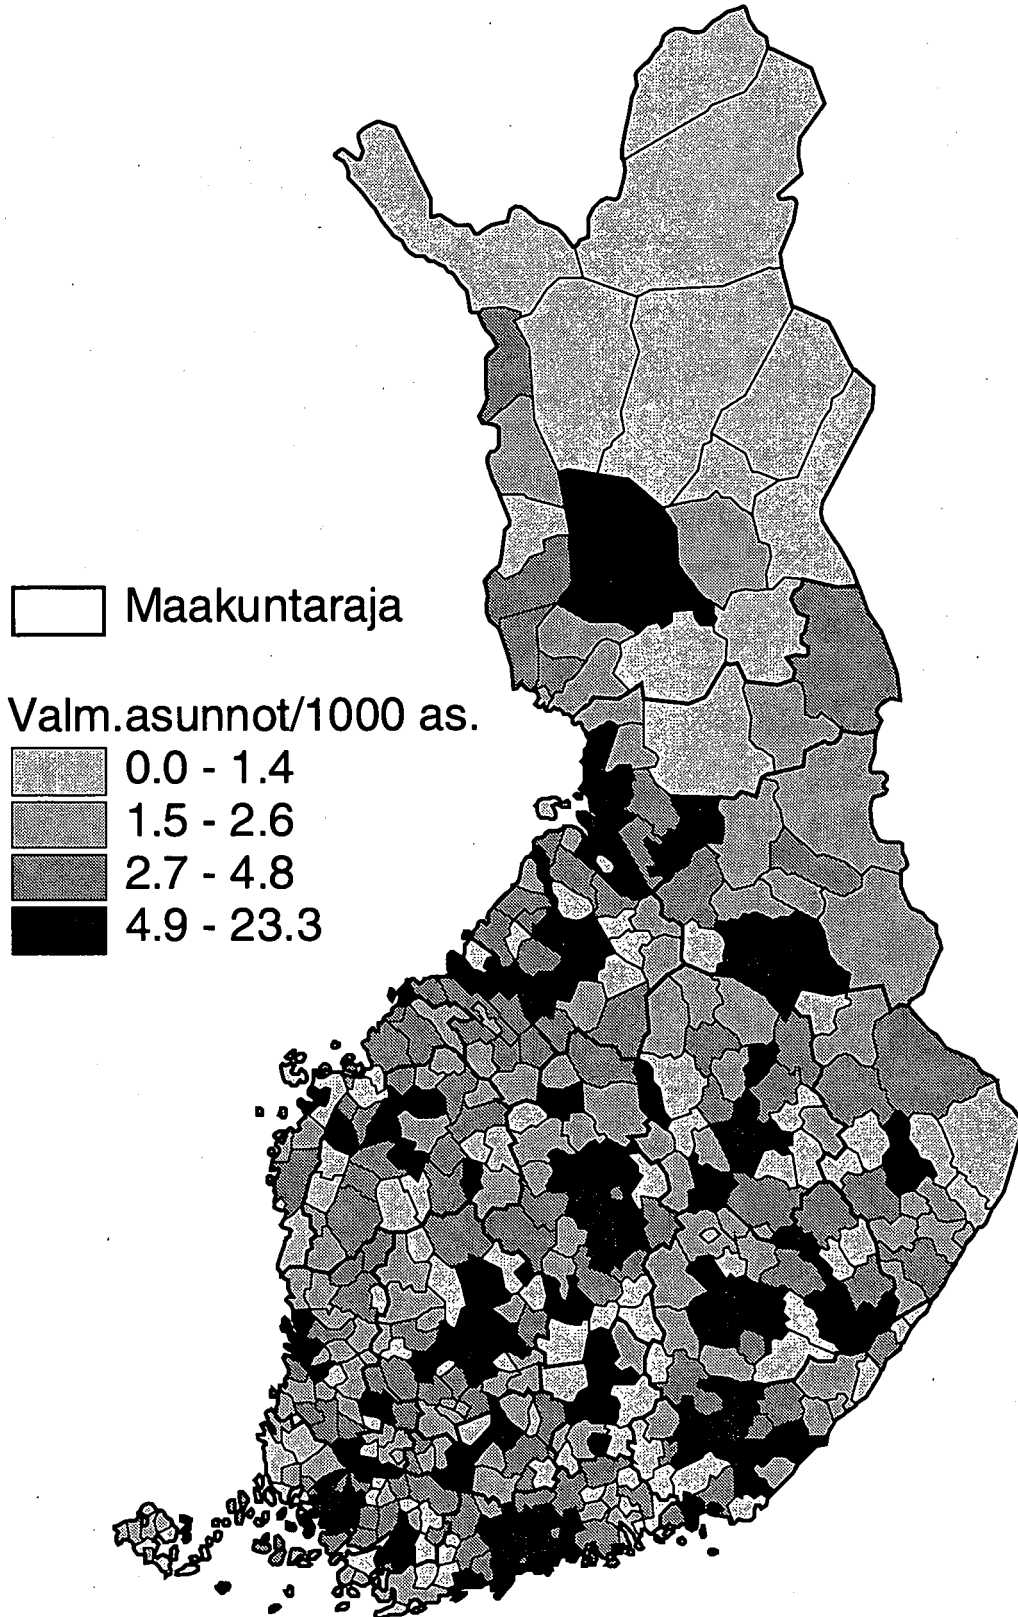 Maakuntaraja
Valm.asunnot/1000 as.
0.0 - 1.4
1.5 - 2.6
2.7 - 4.8
4.9 - 23.3